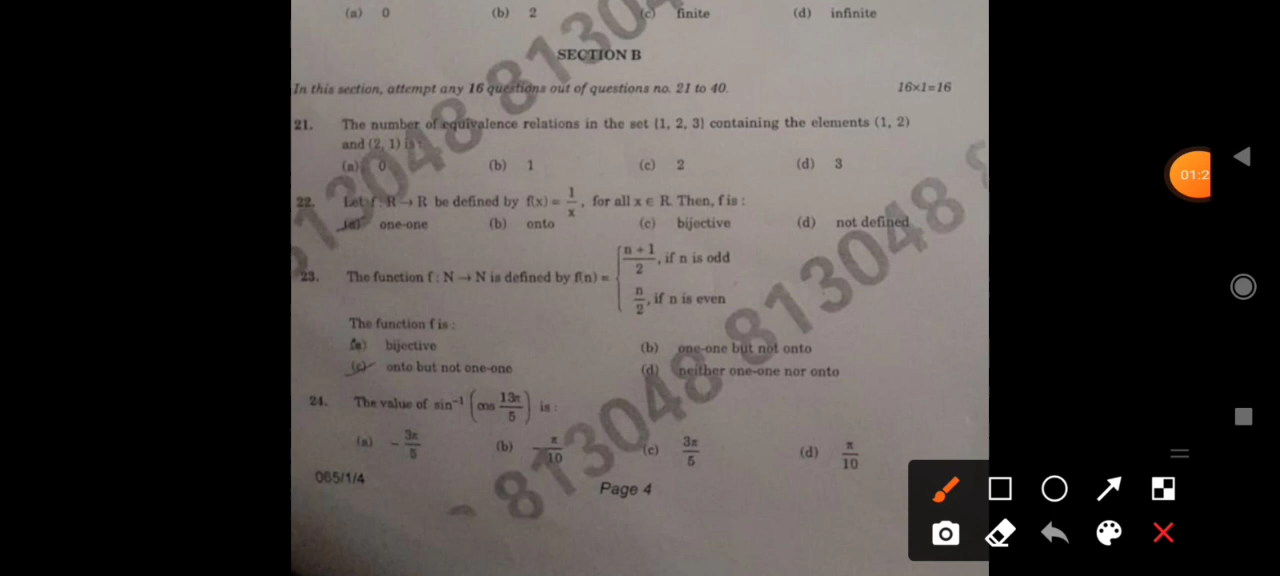 (a) 0 (b) 2 (c) finite (d) infinite
SECTION B
In this section, attempt any 16 questions out of questions no. 21 to 40. 16×1=16
21. The number of equivalence relations in the set {1, 2, 3} containing the elements (1, 2)
and (2, 1) is :
(a) 0 (b) 1 (c) 2 (d) 3
22. Let f : R → R be defined by f(x) = 1/x, for all x ∈ R. Then, f is :
(a) one-one (b) onto (c) bijective (d) not defined
23. The function f : N → N is defined by f(n) = { n + 1/2, if n is odd
n/2, if n is even
The function f is :
(a) bijective (b) one-one but not onto
(c) onto but not one-one (d) neither one-one nor onto
24. The value of sin⁻¹ (cos 13π/5) is :
(a) - 3π/5 (b) - π/10 (c) 3π/5 (d) π/10
065/1/4 Page 4
813048 813048 813048 813048
01:2